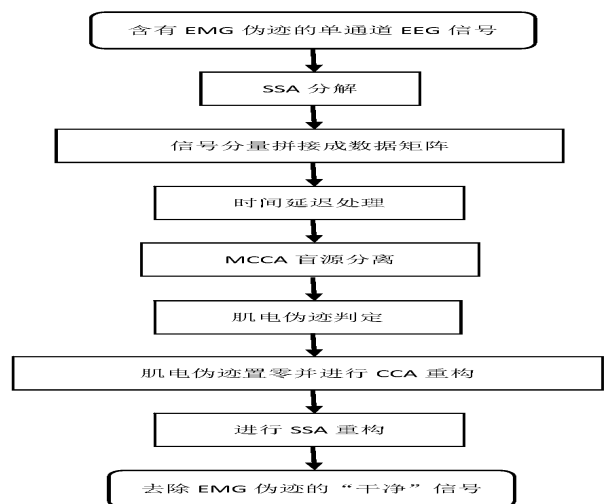 含有 EMG 伪迹的单通道 EEG 信号
SSA 分解
信号分量拼接成数据矩阵
时间延迟处理
MCCA 盲源分离
肌电伪迹判定
肌电伪迹置零并进行 CCA 重构
进行 SSA 重构
去除 EMG 伪迹的“干净”信号